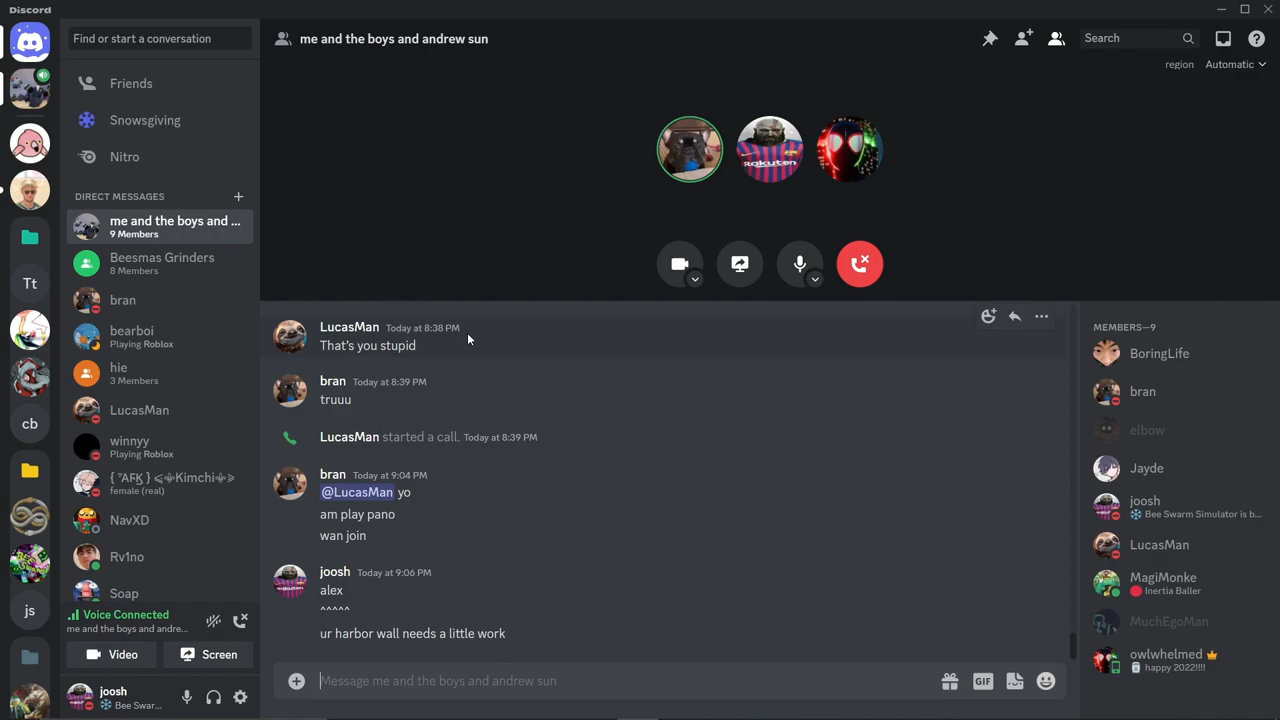 Discord
Find or start a conversation
Friends
Snowsgiving
Nitro
DIRECT MESSAGES
me and the boys and ...
9 Members
Beesmas Grinders
8 Members
bran
bearboi
Playing Roblox
hie
3 Members
LucasMan
winnyy
Playing Roblox
female (real)
NavXD
Rv1no
Soap
Voice Connected
me and the boys and andre...
Video
Screen
joosh
Bee Swar...
Tt
cb
js
me and the boys and andrew sun
Search
region
Automatic
Rakuten
LucasMan Today at 8:38 PM
That's you stupid
bran Today at 8:39 PM
truuu
LucasMan started a call. Today at 8:39 PM
bran Today at 9:04 PM
@LucasMan yo
am play pano
wan join
joosh Today at 9:06 PM
alex
^^^^^
ur harbor wall needs a little work
Message me and the boys and andrew sun
GIF
MEMBERS—9
BoringLife
bran
elbow
Jayde
joosh
Bee Swarm Simulator is b...
LucasMan
MagiMonke
Inertia Baller
MuchEgoMan
owlwhelmed
happy 2022!!!!